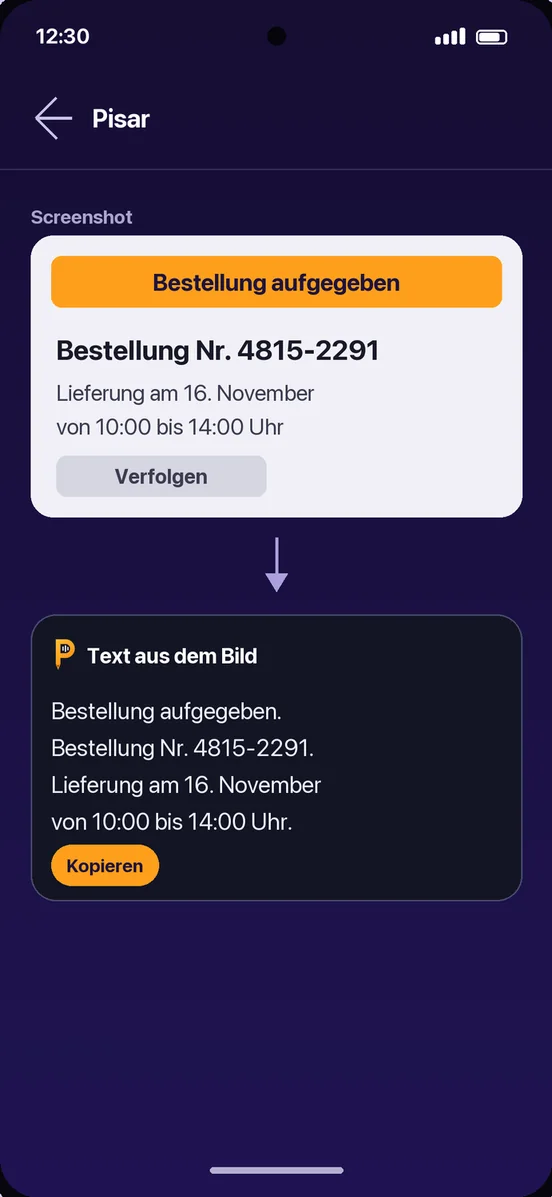 12:30
Pisar
Screenshot
Bestellung aufgegeben
Bestellung Nr. 4815-2291
Lieferung am 16. November
von 10:00 bis 14:00 Uhr
Verfolgen
Text aus dem Bild
Bestellung aufgegeben.
Bestellung Nr. 4815-2291.
Lieferung am 16. November
von 10:00 bis 14:00 Uhr.
Kopieren